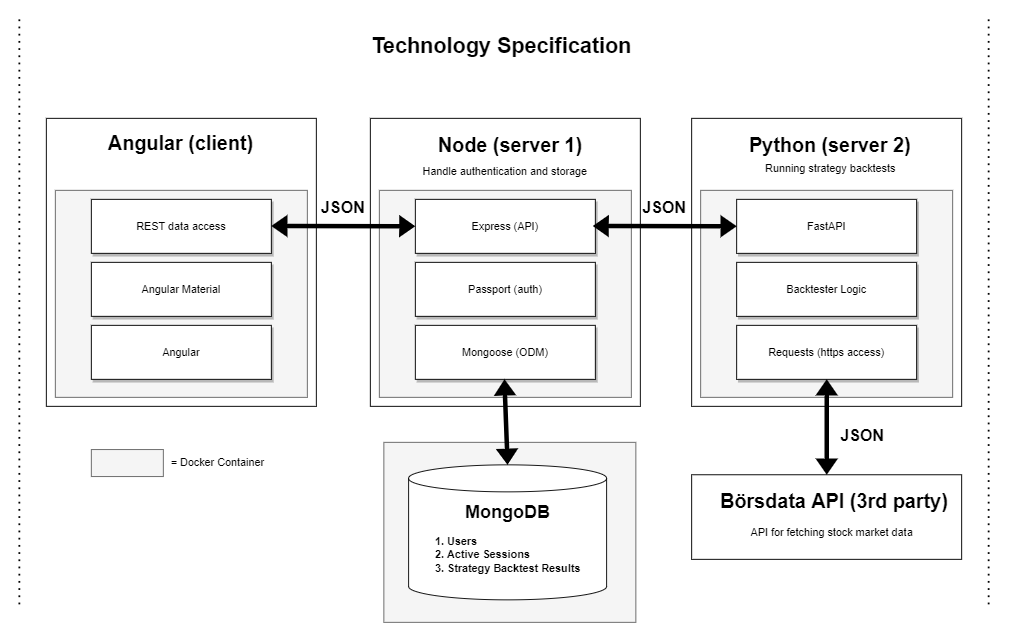 Technology Specification
Angular (client)
REST data access
Angular Material
Angular
JSON
Node (server 1)
Handle authentication and storage
Express (API)
Passport (auth)
Mongoose (ODM)
JSON
Python (server 2)
Running strategy backtests
FastAPI
Backtester Logic
Requests (https access)
JSON
= Docker Container
MongoDB
1. Users
2. Active Sessions
3. Strategy Backtest Results
Börsdata API (3rd party)
API for fetching stock market data